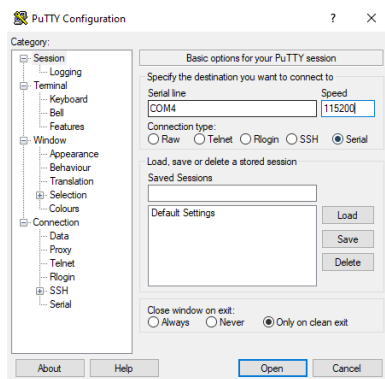 PuTTY Configuration
? ×
Category:
Session
Logging
Terminal
Keyboard
Bell
Features
Window
Appearance
Behaviour
Translation
Selection
Colours
Connection
Data
Proxy
Telnet
Rlogin
SSH
Serial
Basic options for your PuTTY session
Specify the destination you want to connect to
Serial line Speed
COM4 115200
Connection type:
Raw Telnet Rlogin SSH Serial
Load, save or delete a stored session
Saved Sessions
Default Settings
Load
Save
Delete
Close window on exit:
Always Never Only on clean exit
About Help Open Cancel